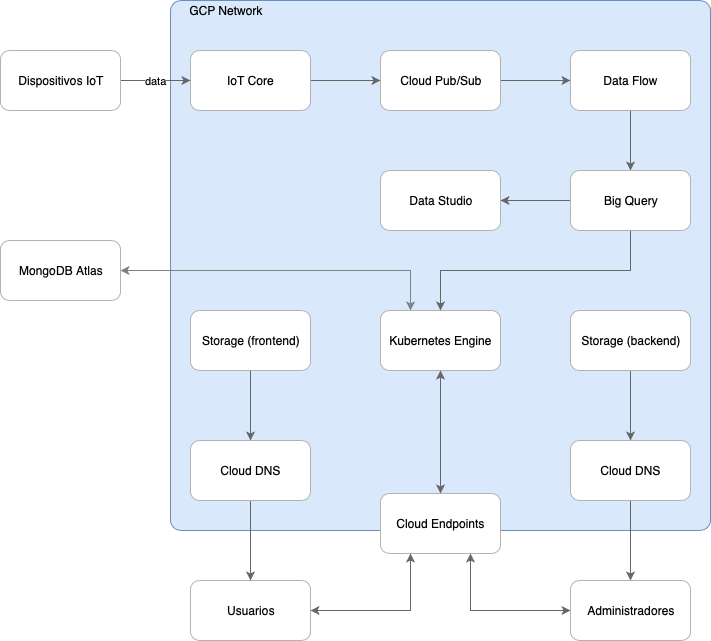 GCP Network
Dispositivos IoT
data
IoT Core
Cloud Pub/Sub
Data Flow
Data Studio
Big Query
MongoDB Atlas
Storage (frontend)
Kubernetes Engine
Storage (backend)
Cloud DNS
Cloud DNS
Cloud Endpoints
Usuarios
Administradores